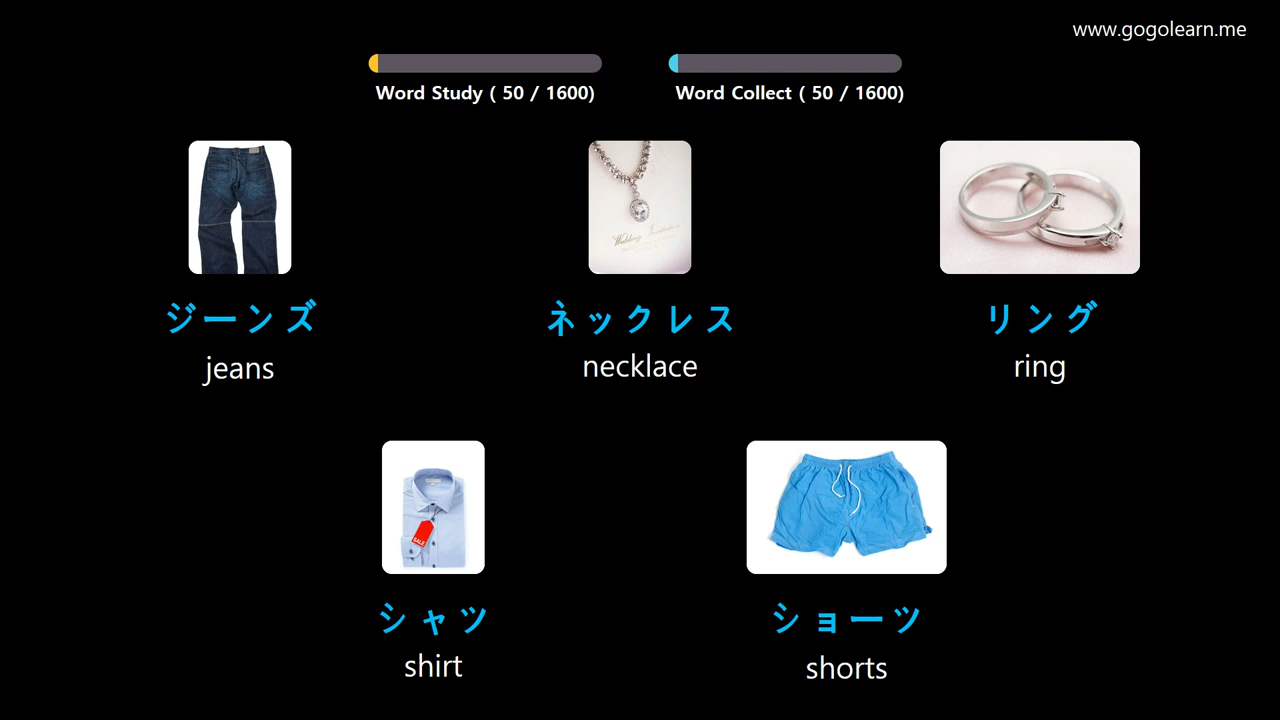 www.gogolearn.me
Word Study ( 50 / 1600)
Word Collect ( 50 / 1600)
ジーンズ
jeans
ネックレス
necklace
リング
ring
シャツ
shirt
ショーツ
shorts
SALE